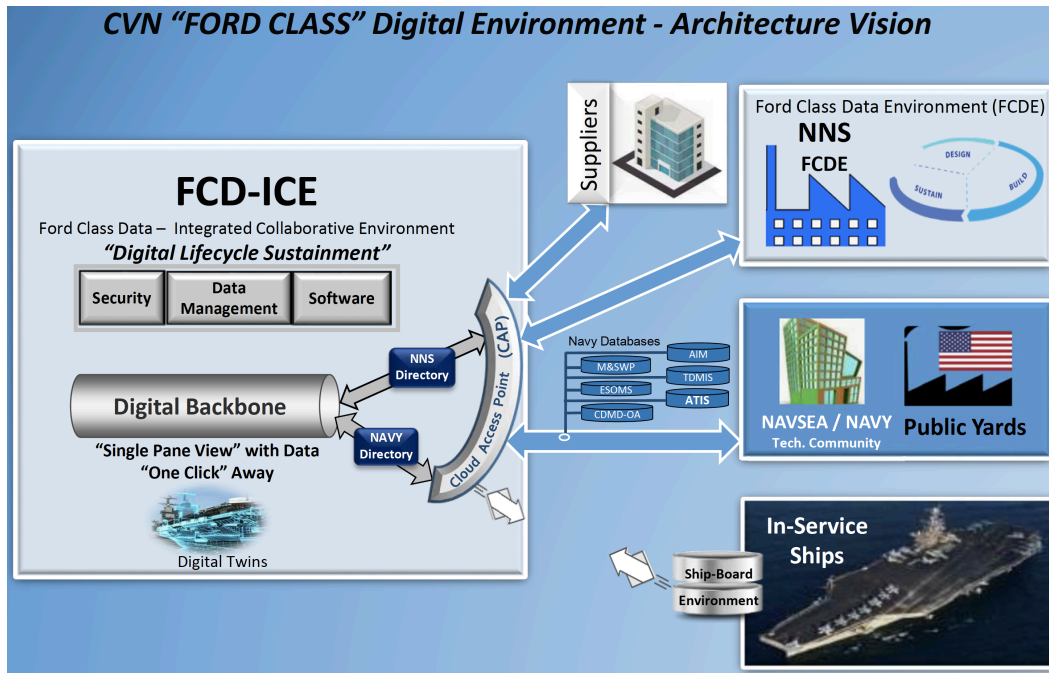 CVN “FORD CLASS” Digital Environment - Architecture Vision
FCD-ICE
Ford Class Data – Integrated Collaborative Environment
“Digital Lifecycle Sustainment”
Security
Data
Management
Software
NNS
Directory
Digital Backbone
NAVY
Directory
“Single Pane View” with Data
“One Click” Away
Digital Twins
Cloud Access Point (CAP)
Suppliers
Ford Class Data Environment (FCDE)
NNS
FCDE
DESIGN
BUILD
SUSTAIN
Navy Databases
AIM
M&SWP
TDMIS
ESOMS
ATIS
CDMD-OA
NAVSEA / NAVY
Tech. Community
Public Yards
In-Service
Ships
Ship-Board
Environment